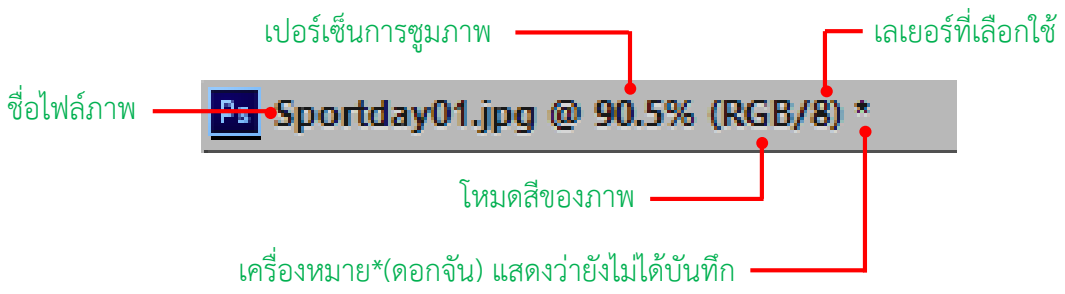 เปอร์เซ็นการซูมภาพ
เลเยอร์ที่เลือกใช้
ชื่อไฟล์ภาพ
Ps Sportday01.jpg @ 90.5% (RGB/8) *
โหมดสีของภาพ
เครื่องหมาย*(ดอกจัน) แสดงว่ายังไม่ได้บันทึก